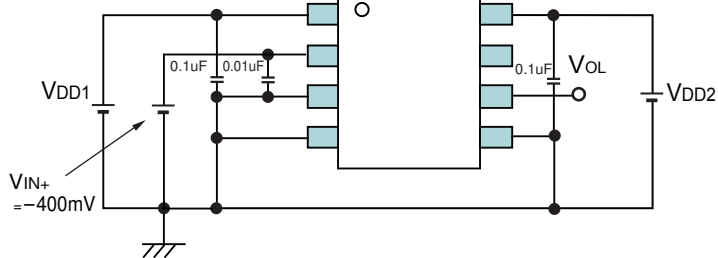 0.1uF
0.01uF
0.1uF
VOL
VDD1
VDD2
VIN+
=−400mV